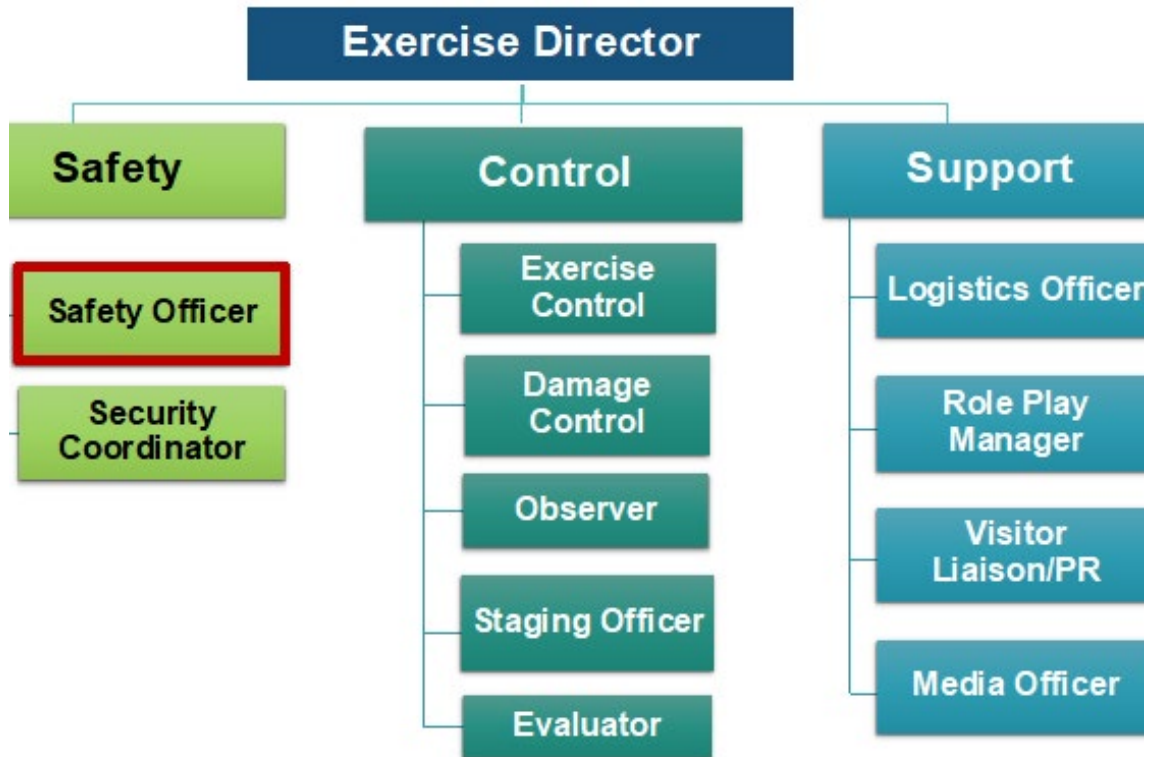 Exercise Director
Safety
Safety Officer
Security
Coordinator
Control
Exercise
Control
Damage
Control
Observer
Staging Officer
Evaluator
Support
Logistics Officer
Role Play
Manager
Visitor
Liaison/PR
Media Officer